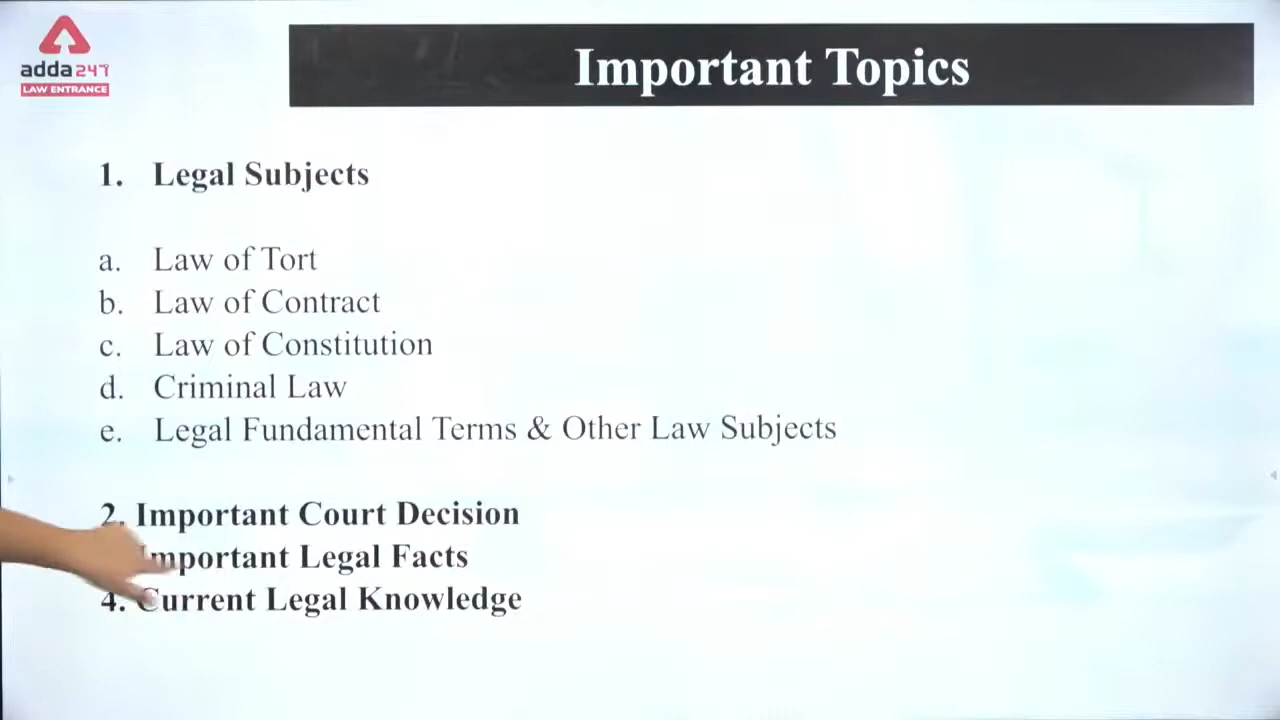 adda247
LAW ENTRANCE
Important Topics
1. Legal Subjects
a. Law of Tort
b. Law of Contract
c. Law of Constitution
d. Criminal Law
e. Legal Fundamental Terms & Other Law Subjects
2. Important Court Decision
Important Legal Facts
4. Current Legal Knowledge